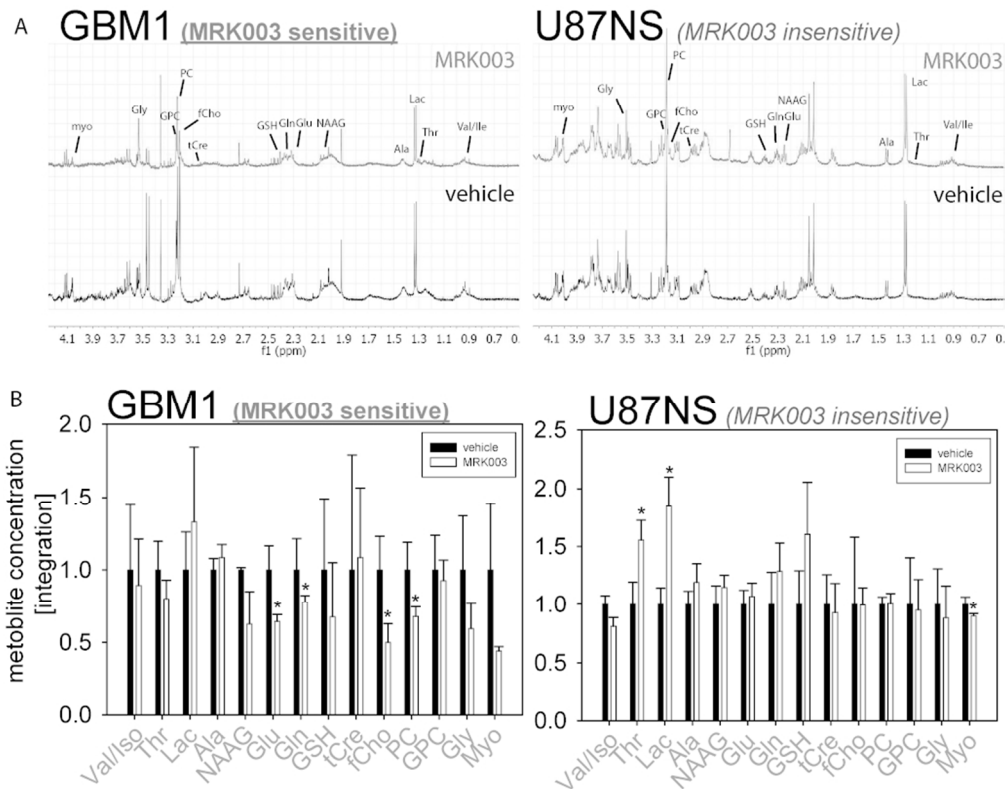 A
GBM1 (MRK003 sensitive)
MRK003
PC
Gly
fCho
GPC
myo
tCre
GSH
Gln
Glu
NAAG
Lac
Ala
Thr
Val/Ile
vehicle
4.1 3.9 3.7 3.5 3.3 3.1 2.9 2.7 2.5 2.3 2.1 1.9 1.7 1.5 1.3 1.1 0.9 0.7 0.
f1 (ppm)
U87NS (MRK003 insensitive)
MRK003
PC
Gly
GPC
fCho
myo
tCre
GSH
Gln
Glu
NAAG
Lac
Ala
Thr
Val/Ile
vehicle
4.1 3.9 3.7 3.5 3.3 3.1 2.9 2.7 2.5 2.3 2.1 1.9 1.7 1.5 1.3 1.1 0.9 0.7 0.
f1 (ppm)
B
GBM1 (MRK003 sensitive)
metoblite concentration
[integration]
2.0
1.5
1.0
0.5
0.0
vehicle
MRK003
* * * *
Val/Iso Thr Lac Ala NAAG Glu Gln GSH tCre fCho PC GPC Gly Myo
U87NS (MRK003 insensitive)
2.5
2.0
1.5
1.0
0.5
0.0
vehicle
MRK003
* * *
Val/Iso Thr Lac Ala NAAG Glu Gln GSH tCre fCho PC GPC Gly Myo